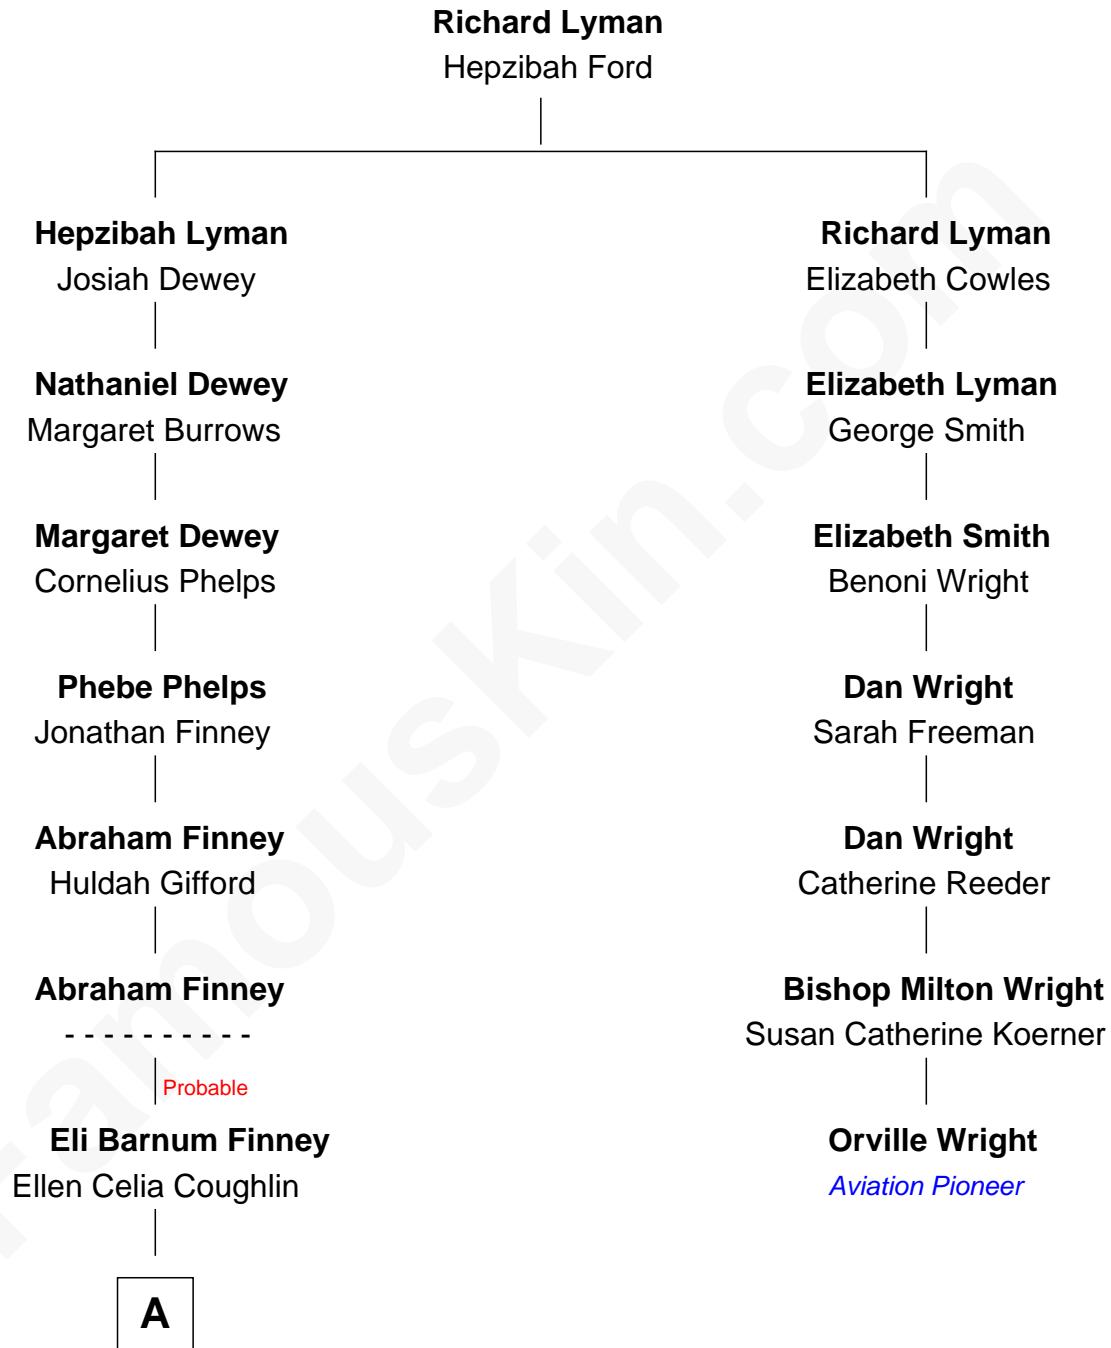 Richard Lyman
Hepzibah Ford
Hepzibah Lyman
Josiah Dewey
Nathaniel Dewey
Margaret Burrows
Margaret Dewey
Cornelius Phelps
Phebe Phelps
Jonathan Finney
Abraham Finney
Huldah Gifford
Abraham Finney
- - - - - - - - - -
Probable
Eli Barnum Finney
Ellen Celia Coughlin
A
Richard Lyman
Elizabeth Cowles
Elizabeth Lyman
George Smith
Elizabeth Smith
Benoni Wright
Dan Wright
Sarah Freeman
Dan Wright
Catherine Reeder
Bishop Milton Wright
Susan Catherine Koerner
Orville Wright
Aviation Pioneer
FamousKin.com